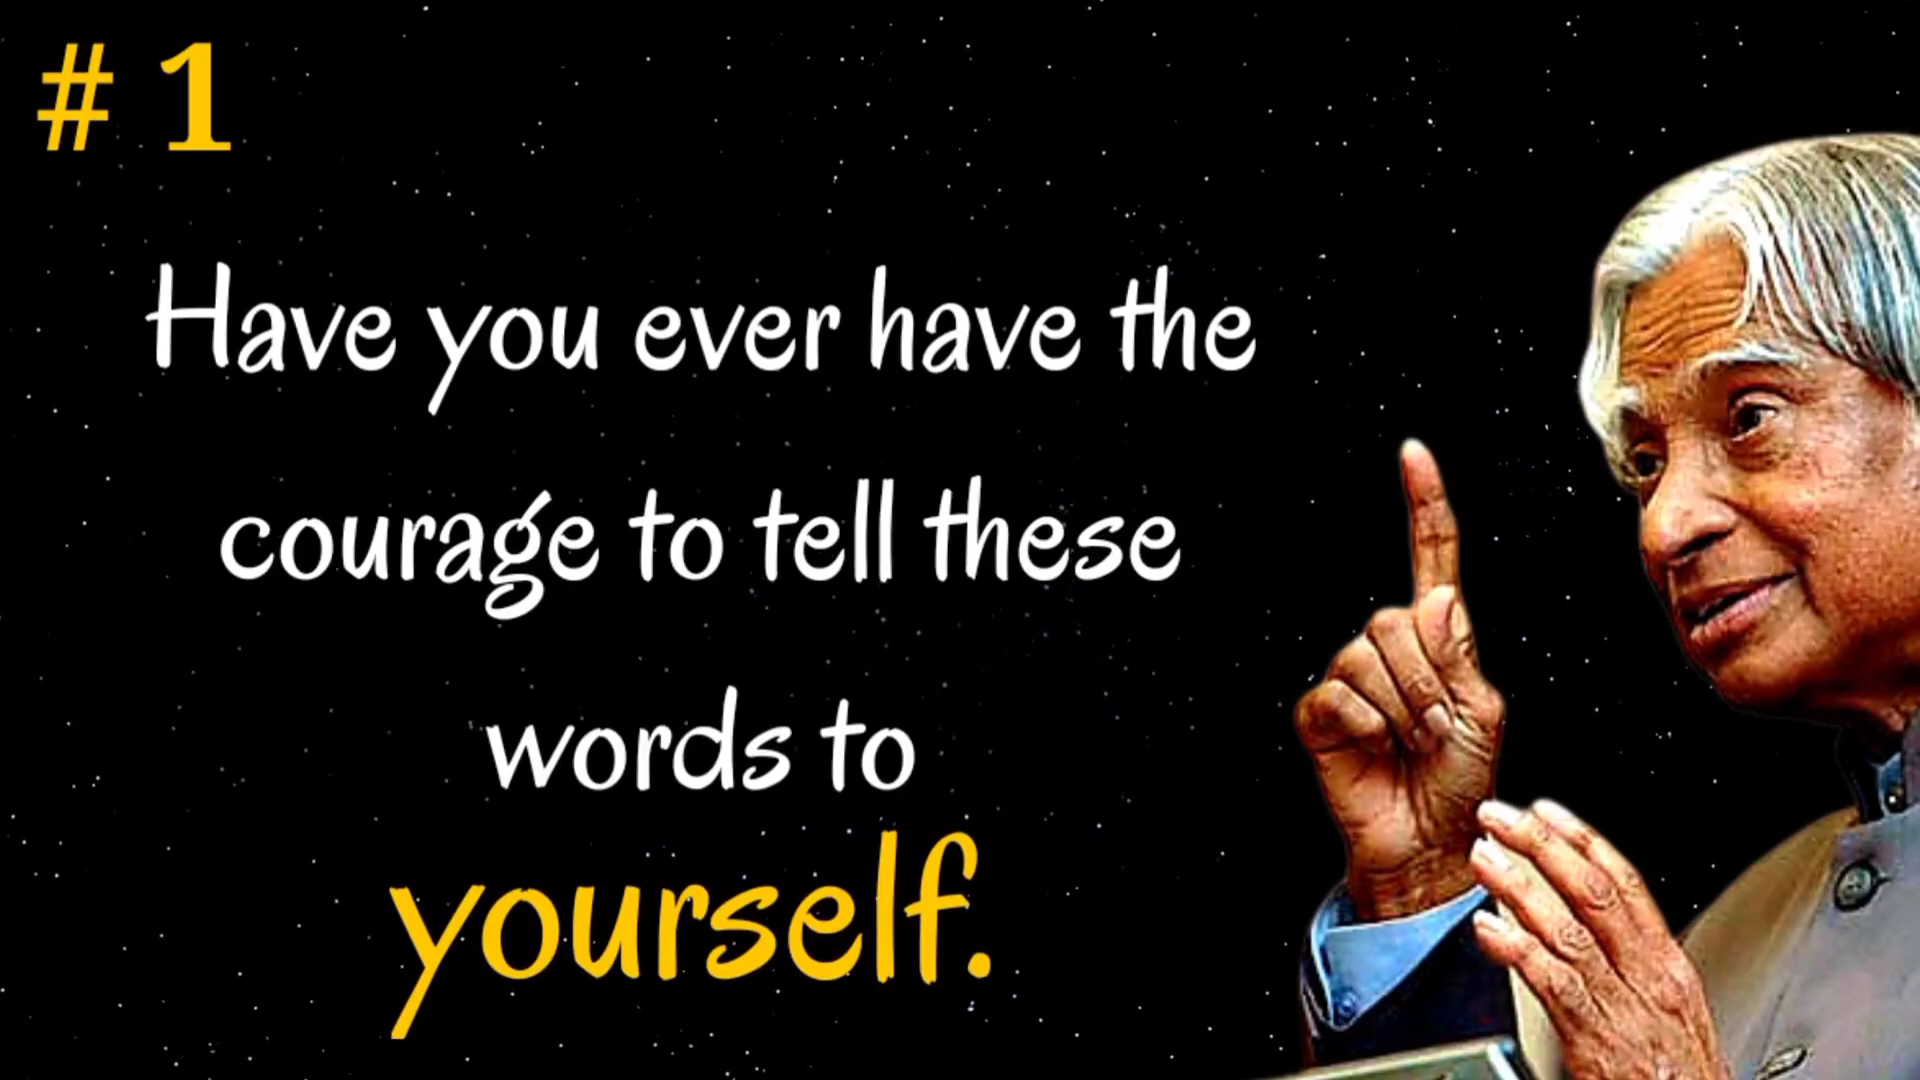 # 1
Have you ever have the
courage to tell these
words to
yourself.